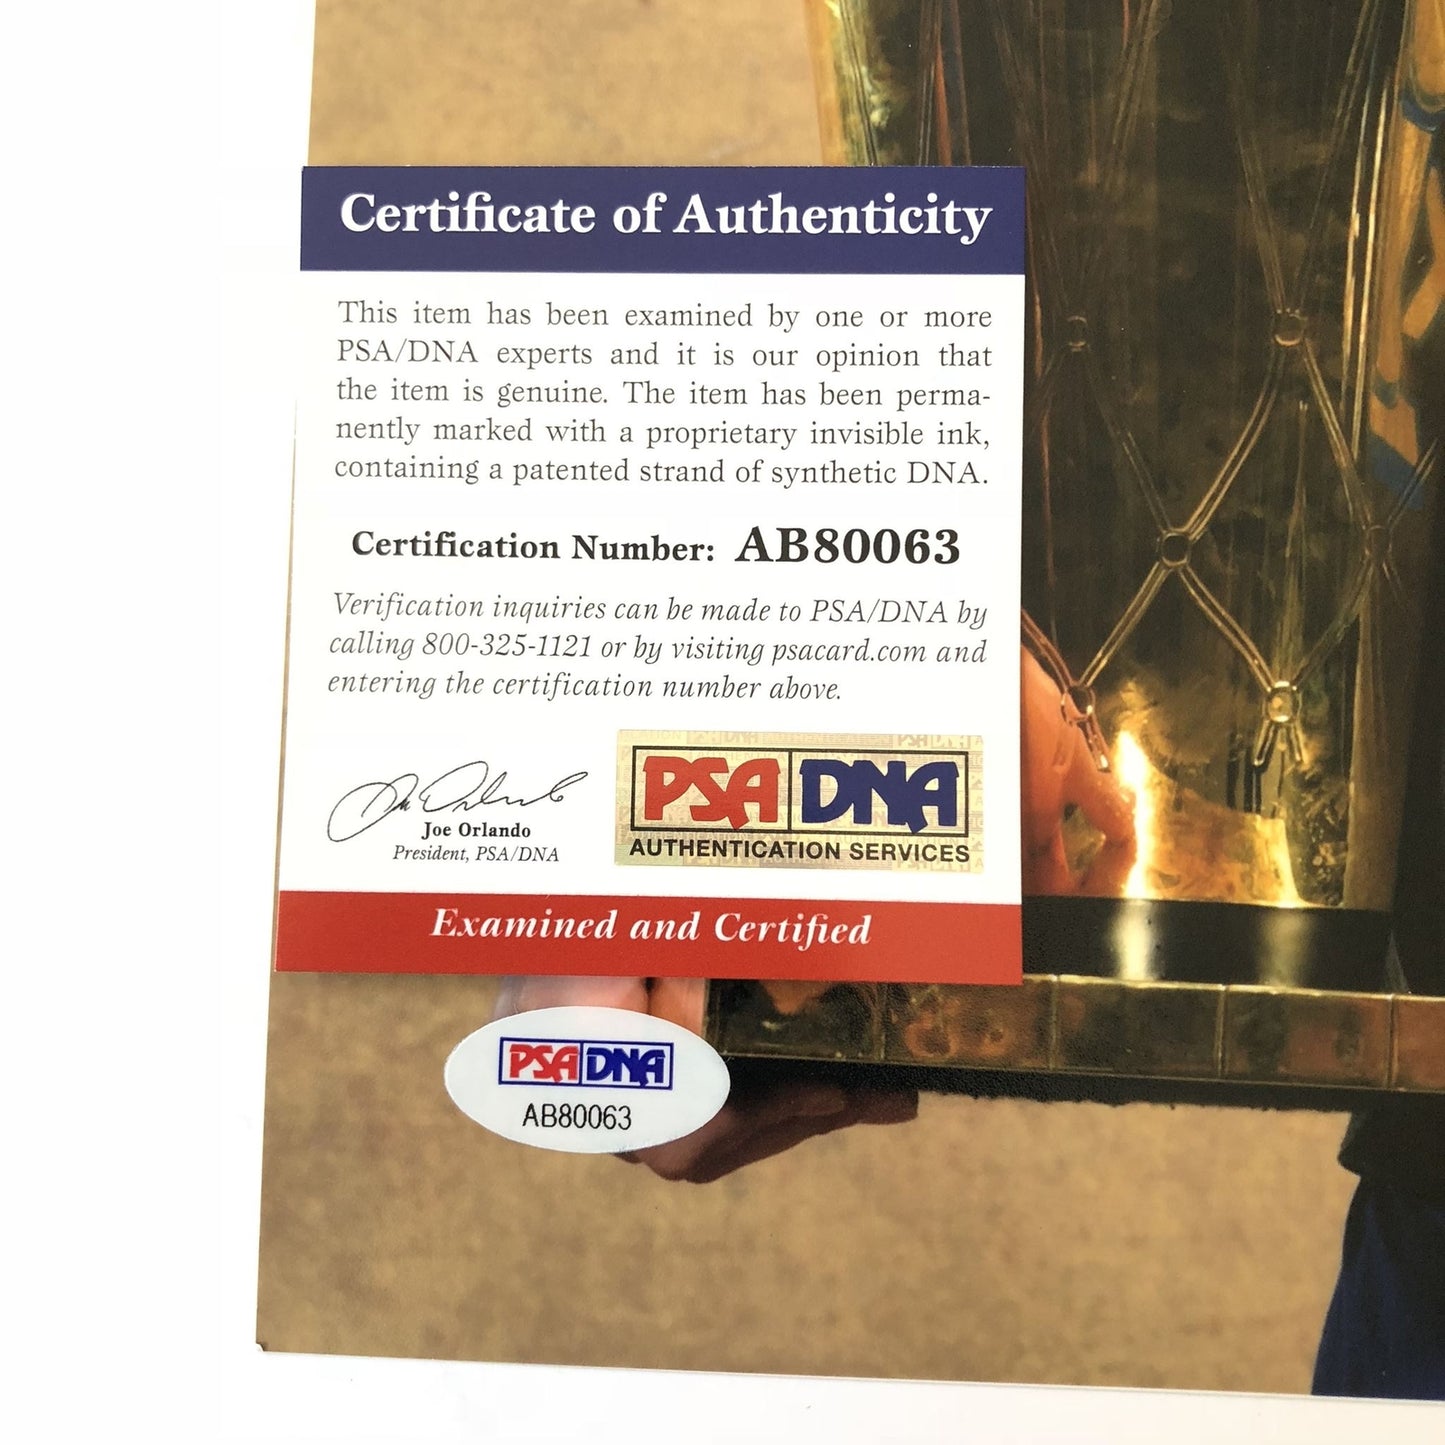 Certificate of Authenticity
This item has been examined by one or more
PSA/DNA experts and it is our opinion that
the item is genuine. The item has been perma-
nently marked with a proprietary invisible ink,
containing a patented strand of synthetic DNA.
Certification Number: AB80063
Verification inquiries can be made to PSA/DNA by
calling 800-325-1121 or by visiting psacard.com and
entering the certification number above.
Joe Orlando
President, PSA/DNA
PSA DNA
AUTHENTICATION SERVICES
Examined and Certified
PSA DNA
AB80063